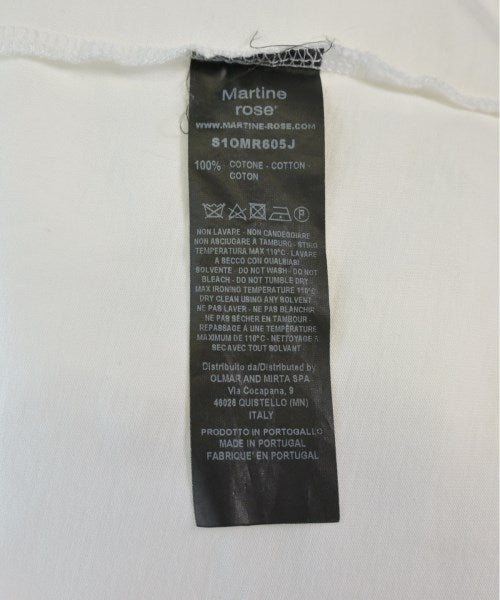 Martine
rose
WWW.MARTINE-ROSE.COM
S1OMR605J
100% COTONE - COTTON -
COTON
P
NON LAVARE - NON CANDEGGIARE
NON ASCIUGARE A TAMBURO - STIRO
TEMPERATURA MAX 110°C - LAVARE
A SECCO CON QUALSIASI
SOLVENTE - DO NOT WASH - DO NOT
BLEACH - DO NOT TUMBLE DRY -
MAX IRONING TEMPERATURE 110°C
DRY CLEAN USING ANY SOLVENT
NE PAS LAVER - NE PAS BLANCHIR
NE PAS SÉCHER EN TAMBOUR -
REPASSAGE À UNE TEMPÉRATURE
MAXIMUM DE 110°C - NETTOYAGE À
SEC AVEC TOUT SOLVANT
Distribuito da/Distributed by
OLMAR AND MIRTA SPA
Via Cocapana, 9
46026 QUISTELLO (MN)
ITALY
PRODOTTO IN PORTOGALLO
MADE IN PORTUGAL
FABRIQUE' EN PORTUGAL